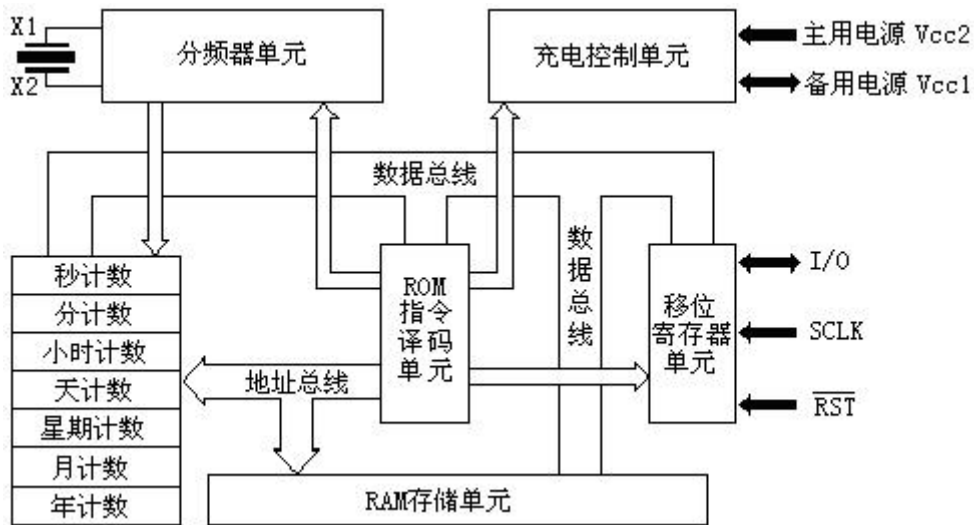 X1
X2
分频器单元
充电控制单元
主用电源 Vcc2
备用电源 Vcc1
数据总线
数据总线
秒计数
分计数
小时计数
天计数
星期计数
月计数
年计数
地址总线
ROM
指令
译码
单元
移位
寄存器
单元
I/O
SCLK
R̅S̅T̅
RAM存储单元